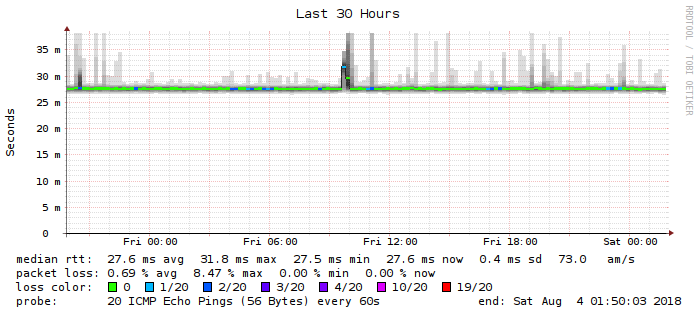 Last 30 Hours
RRDTOOL / TOBI OETIKER
Seconds
35 m
30 m
25 m
20 m
15 m
10 m
5 m
0
Fri 00:00 Fri 06:00 Fri 12:00 Fri 18:00 Sat 00:00
median rtt: 27.6 ms avg 31.8 ms max 27.5 ms min 27.6 ms now 0.4 ms sd 73.0 am/s
packet loss: 0.69 % avg 8.47 % max 0.00 % min 0.00 % now
loss color: 0 1/20 2/20 3/20 4/20 10/20 19/20
probe: 20 ICMP Echo Pings (56 Bytes) every 60s end: Sat Aug 4 01:50:03 2018